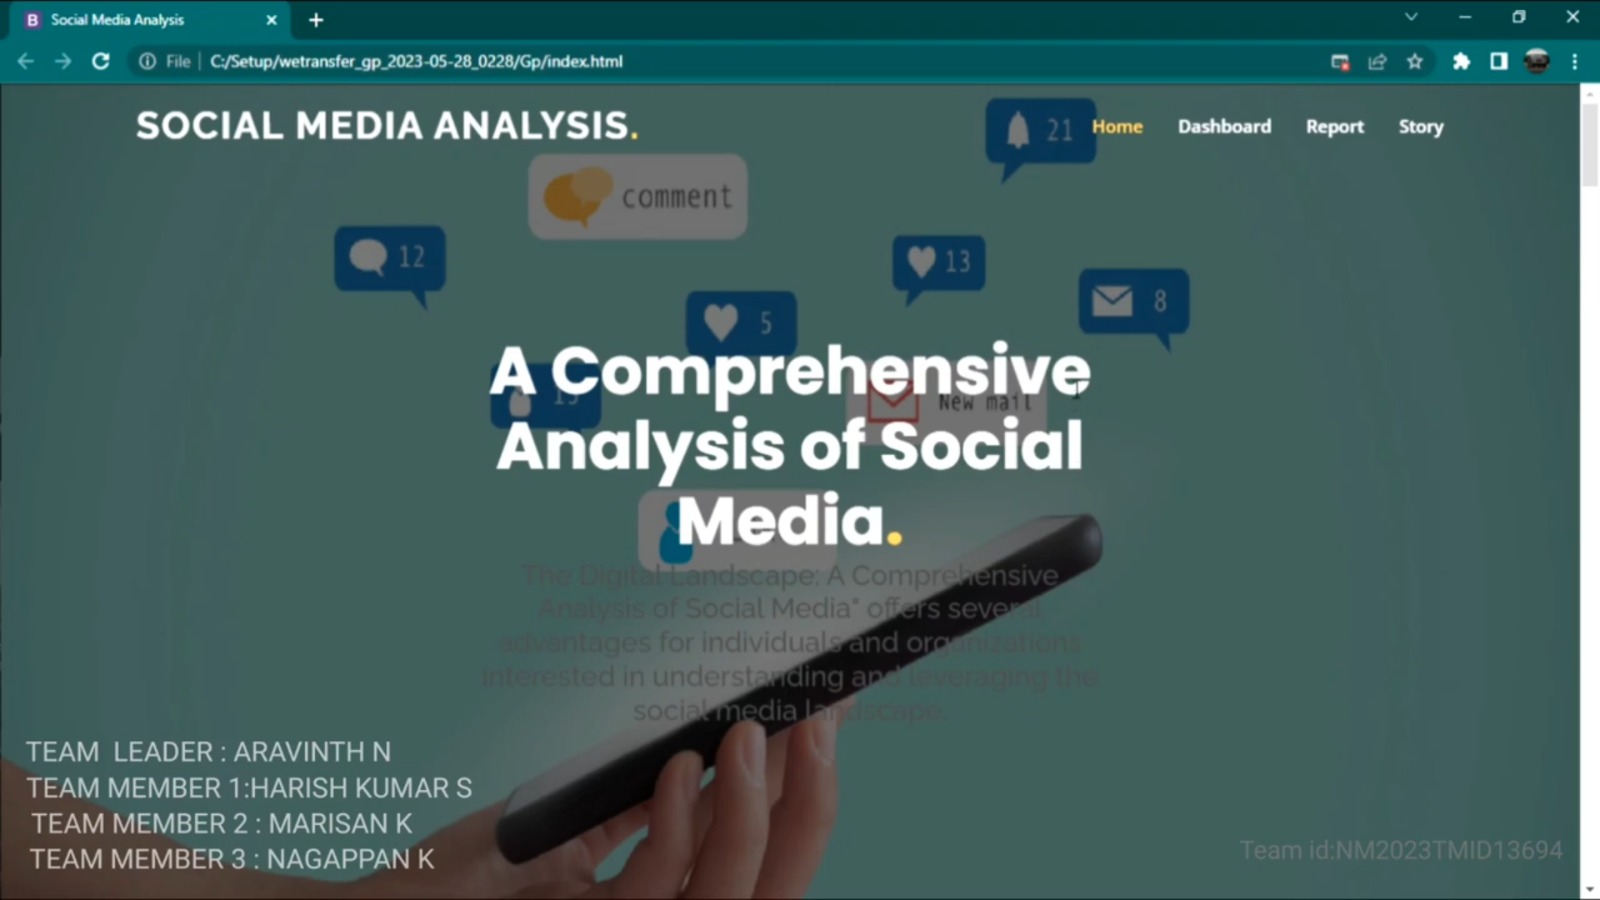 Social Media Analysis
File C:/Setup/wetransfer_gp_2023-05-28_0228/Gp/index.html
SOCIAL MEDIA ANALYSIS.
Home Dashboard Report Story
21
comment
12
13
8
5
15
New mail
A Comprehensive
Analysis of Social
Media.
The Digital Landscape: A Comprehensive
Analysis of Social Media" offers several
advantages for individuals and organizations
interested in understanding and leveraging the
social media landscape.
TEAM LEADER : ARAVINTH N
TEAM MEMBER 1:HARISH KUMAR S
TEAM MEMBER 2 : MARISAN K
TEAM MEMBER 3 : NAGAPPAN K
Team id:NM2023TMID13694